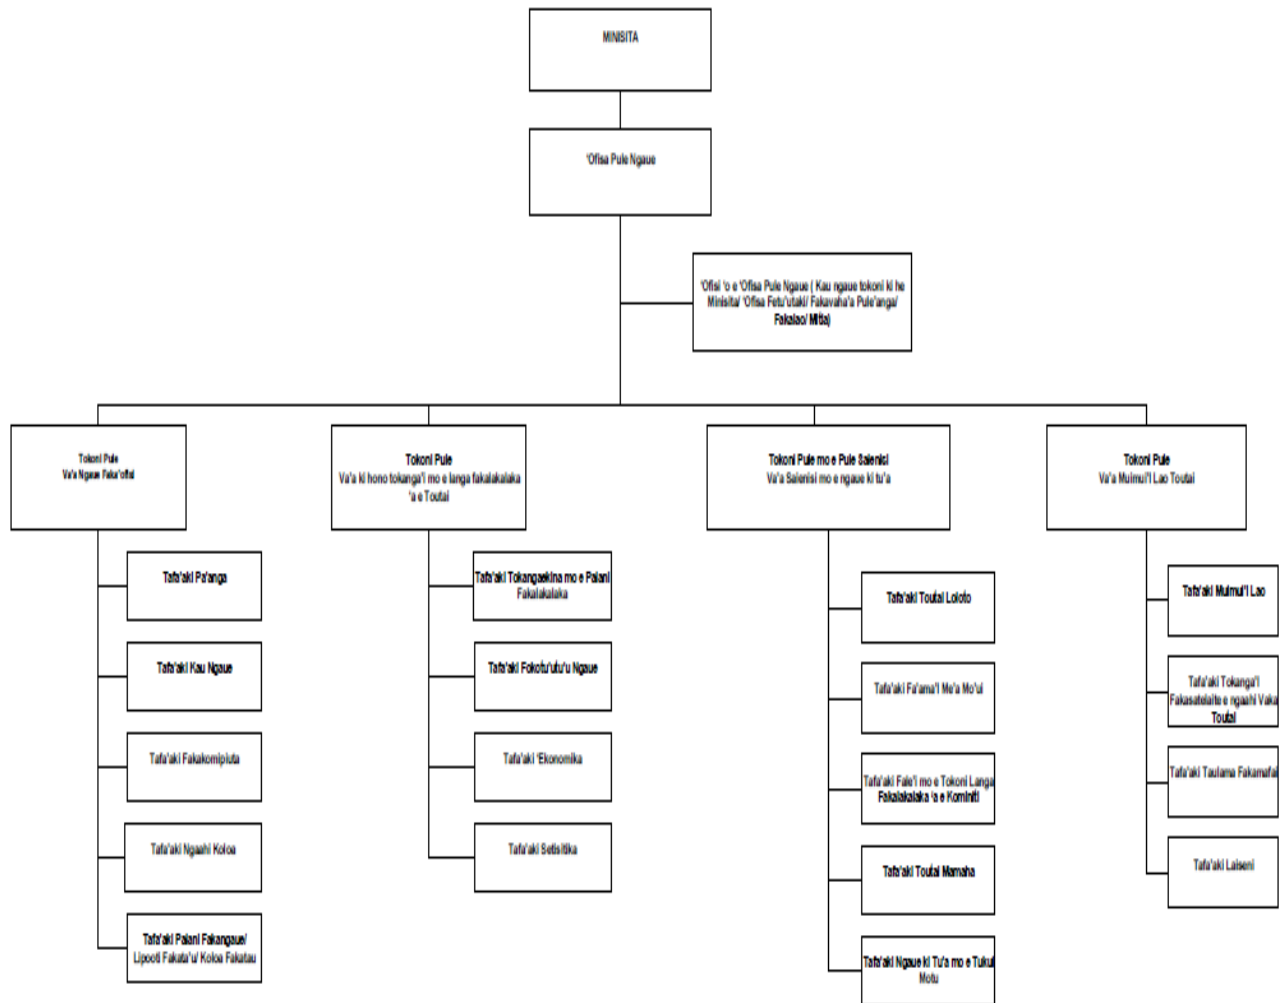 MINISITA
'Ofisa Pule Ngaue
'Ofisi 'o e 'Ofisa Pule Ngaue ( Kau ngaue tokoni ki he
Minisita/ 'Ofisa Fetu'utaki/ Fakavaha'a Pule'anga/
Fakalao/ Mitia)
Tokoni Pule
Va'a Ngaue Faka'ofisi
Tafa'aki Pa'anga
Tafa'aki Kau Ngaue
Tafa'aki Fakakomipiuta
Tafa'aki Ngaahi Koloa
Tafa'aki Palani Fakangaue/
Lipooti Fakata'u/ Koloa Fakatau
Tokoni Pule
Va'a ki hono tokanga'i mo e langa fakalakalaka
'a e Toutai
Tafa'aki Tokangaekina mo e Palani
Fakalakalaka
Tafa'aki Fokotu'utu'u Ngaue
Tafa'aki 'Ekonomika
Tafa'aki Setisitika
Tokoni Pule mo e Pule Saienisi
Va'a Saienisi mo e ngaue ki tu'a
Tafa'aki Toutai Loloto
Tafa'aki Fa'ama'i Me'a Mo'ui
Tafa'aki Fale'i mo e Tokoni Langa
Fakalakalaka 'a e Kominiti
Tafa'aki Toutai Mamaha
Tafa'aki Ngaue ki Tu'a mo e Tukui
Motu
Tokoni Pule
Va'a Muimui'i Lao Toutai
Tafa'aki Muimui'i Lao
Tafa'aki Tokanga'i
Fakasatelaite e ngaahi Vaka
Toutai
Tafa'aki Taulama Fakamafai
Tafa'aki Laiseni